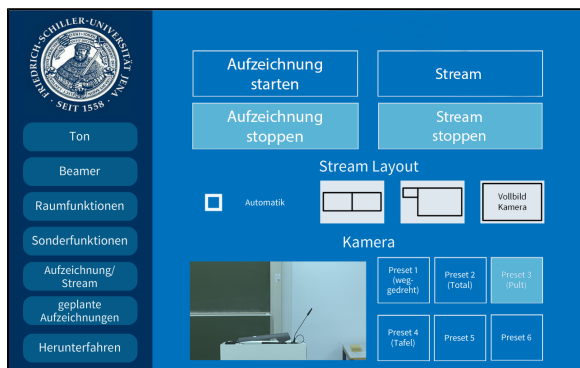 FRIEDRICH-SCHILLER-UNIVERSITÄT JENA
· SEIT 1558 ·
Ton
Beamer
Raumfunktionen
Sonderfunktionen
Aufzeichnung/
Stream
geplante
Aufzeichnungen
Herunterfahren
Aufzeichnung
starten
Stream
Aufzeichnung
stoppen
Stream
stoppen
Stream Layout
Automatik
Vollbild
Kamera
Kamera
Preset 1
(weg-
gedreht)
Preset 2
(Total)
Preset 3
(Pult)
Preset 4
(Tafel)
Preset 5
Preset 6